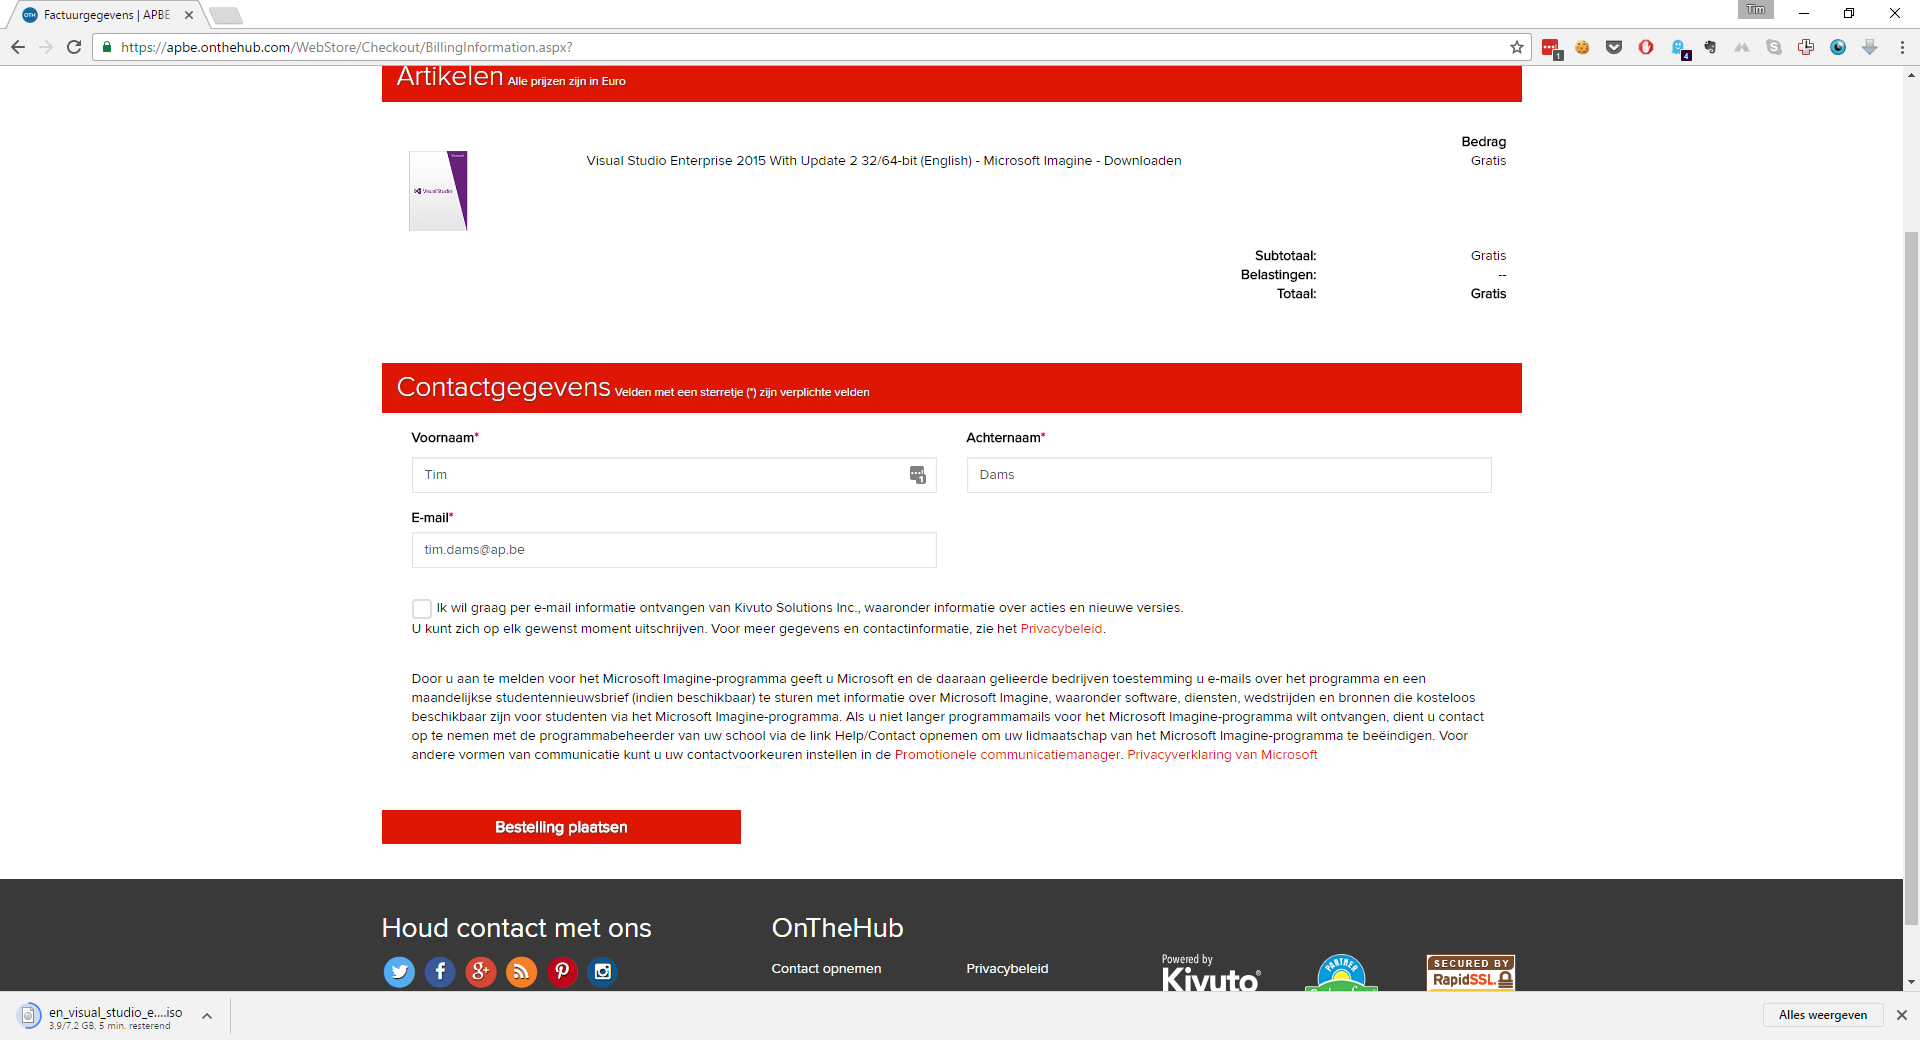 Factuurgegevens | APBE
Tim
https://apbe.onthehub.com/WebStore/Checkout/BillingInformation.aspx?
1
4
Artikelen Alle prijzen zijn in Euro
Bedrag
Visual Studio Enterprise 2015 With Update 2 32/64-bit (English) - Microsoft Imagine - Downloaden
Gratis
Visual Studio
Subtotaal: Gratis
Belastingen: --
Totaal: Gratis
Contactgegevens Velden met een sterretje (*) zijn verplichte velden
Voornaam*
Achternaam*
Tim
Dams
E-mail*
tim.dams@ap.be
Ik wil graag per e-mail informatie ontvangen van Kivuto Solutions Inc., waaronder informatie over acties en nieuwe versies.
U kunt zich op elk gewenst moment uitschrijven. Voor meer gegevens en contactinformatie, zie het Privacybeleid.
Door u aan te melden voor het Microsoft Imagine-programma geeft u Microsoft en de daaraan gelieerde bedrijven toestemming u e-mails over het programma en een
maandelijkse studentennieuwsbrief (indien beschikbaar) te sturen met informatie over Microsoft Imagine, waaronder software, diensten, wedstrijden en bronnen die kosteloos
beschikbaar zijn voor studenten via het Microsoft Imagine-programma. Als u niet langer programmamails voor het Microsoft Imagine-programma wilt ontvangen, dient u contact
op te nemen met de programmabeheerder van uw school via de link Help/Contact opnemen om uw lidmaatschap van het Microsoft Imagine-programma te beëindigen. Voor
andere vormen van communicatie kunt u uw contactvoorkeuren instellen in de Promotionele communicatiemanager. Privacyverklaring van Microsoft
Bestelling plaatsen
Houd contact met ons
OnTheHub
Contact opnemen
Privacybeleid
Powered by
Kivuto
PARTNER
SECURED BY
RapidSSL.
en_visual_studio_e....iso
3,9/7,2 GB, 5 min. resterend
Alles weergeven